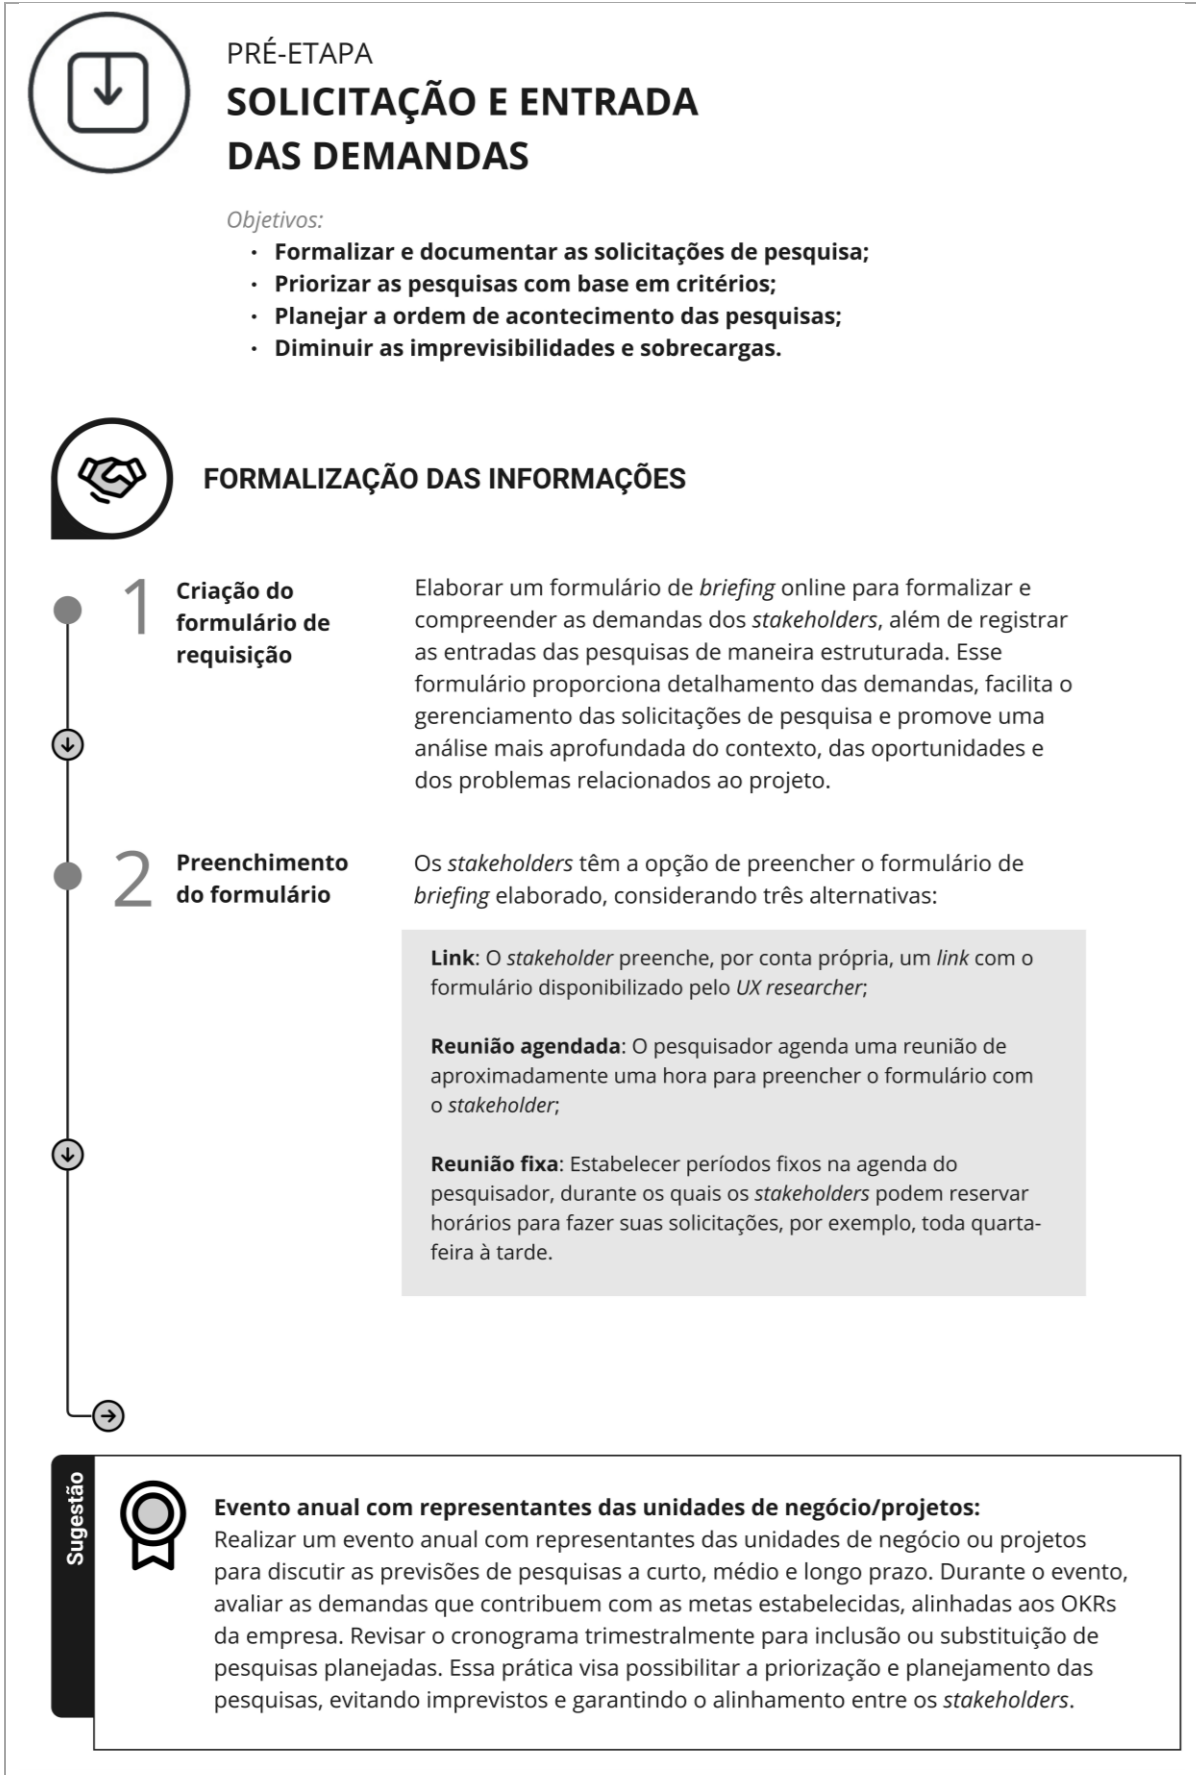 PRÉ-ETAPA
SOLICITAÇÃO E ENTRADA
DAS DEMANDAS
Objetivos:
· Formalizar e documentar as solicitações de pesquisa;
· Priorizar as pesquisas com base em critérios;
· Planejar a ordem de acontecimento das pesquisas;
· Diminuir as imprevisibilidades e sobrecargas.
FORMALIZAÇÃO DAS INFORMAÇÕES
1
Criação do
formulário de
requisição
Elaborar um formulário de briefing online para formalizar e
compreender as demandas dos stakeholders, além de registrar
as entradas das pesquisas de maneira estruturada. Esse
formulário proporciona detalhamento das demandas, facilita o
gerenciamento das solicitações de pesquisa e promove uma
análise mais aprofundada do contexto, das oportunidades e
dos problemas relacionados ao projeto.
2
Preenchimento
do formulário
Os stakeholders têm a opção de preencher o formulário de
briefing elaborado, considerando três alternativas:
Link: O stakeholder preenche, por conta própria, um link com o
formulário disponibilizado pelo UX researcher;
Reunião agendada: O pesquisador agenda uma reunião de
aproximadamente uma hora para preencher o formulário com
o stakeholder;
Reunião fixa: Estabelecer períodos fixos na agenda do
pesquisador, durante os quais os stakeholders podem reservar
horários para fazer suas solicitações, por exemplo, toda quarta-
feira à tarde.
Sugestão
Evento anual com representantes das unidades de negócio/projetos:
Realizar um evento anual com representantes das unidades de negócio ou projetos
para discutir as previsões de pesquisas a curto, médio e longo prazo. Durante o evento,
avaliar as demandas que contribuem com as metas estabelecidas, alinhadas aos OKRs
da empresa. Revisar o cronograma trimestralmente para inclusão ou substituição de
pesquisas planejadas. Essa prática visa possibilitar a priorização e planejamento das
pesquisas, evitando imprevistos e garantindo o alinhamento entre os stakeholders.